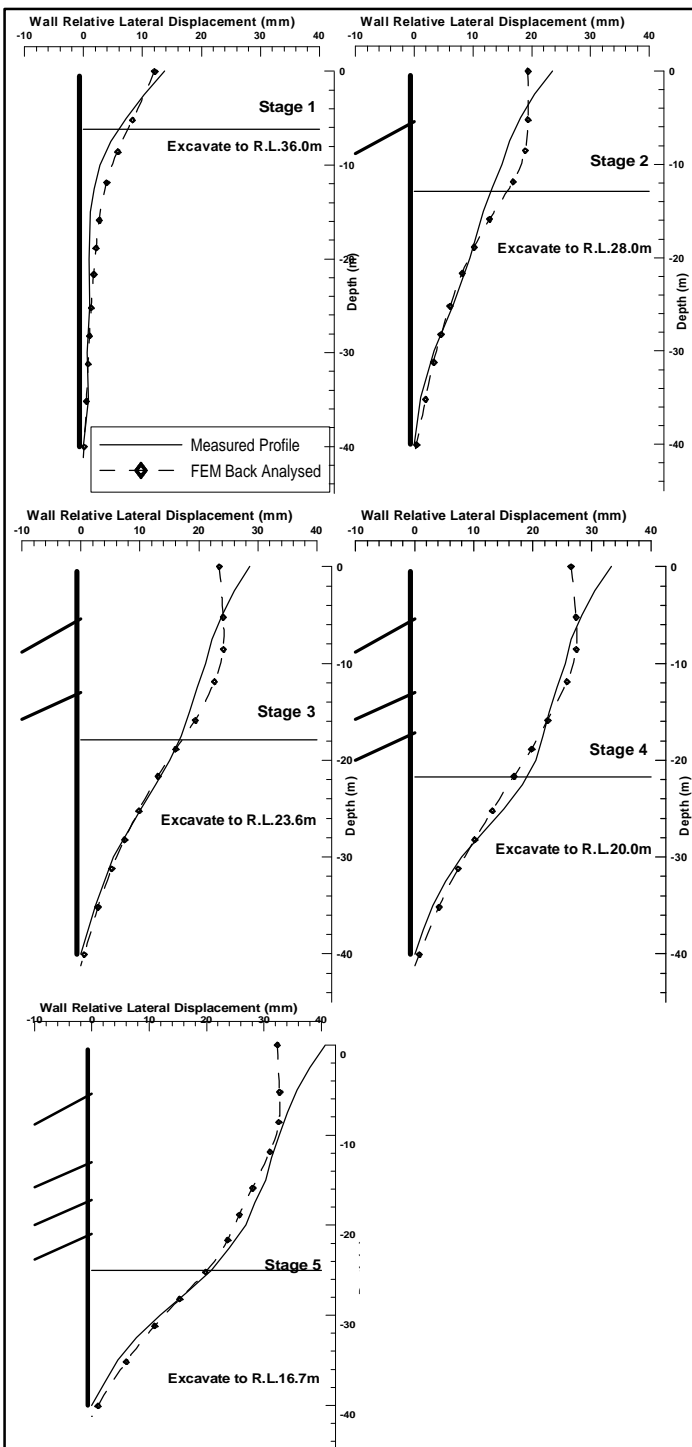 Wall Relative Lateral Displacement (mm)
-10 0 10 20 30 40
0
-10
-20
-30
-40
Depth (m)
Stage 1
Excavate to R.L.36.0m
Measured Profile
FEM Back Analysed
Wall Relative Lateral Displacement (mm)
-10 0 10 20 30 40
0
-10
-20
-30
-40
Depth (m)
Stage 2
Excavate to R.L.28.0m
Wall Relative Lateral Displacement (mm)
-10 0 10 20 30 40
0
-10
-20
-30
-40
Depth (m)
Stage 3
Excavate to R.L.23.6m
Wall Relative Lateral Displacement (mm)
-10 0 10 20 30 40
0
-10
-20
-30
-40
Stage 4
Excavate to R.L.20.0m
Wall Relative Lateral Displacement (mm)
-10 0 10 20 30 40
0
-10
-20
-30
-40
Stage 5
Excavate to R.L.16.7m